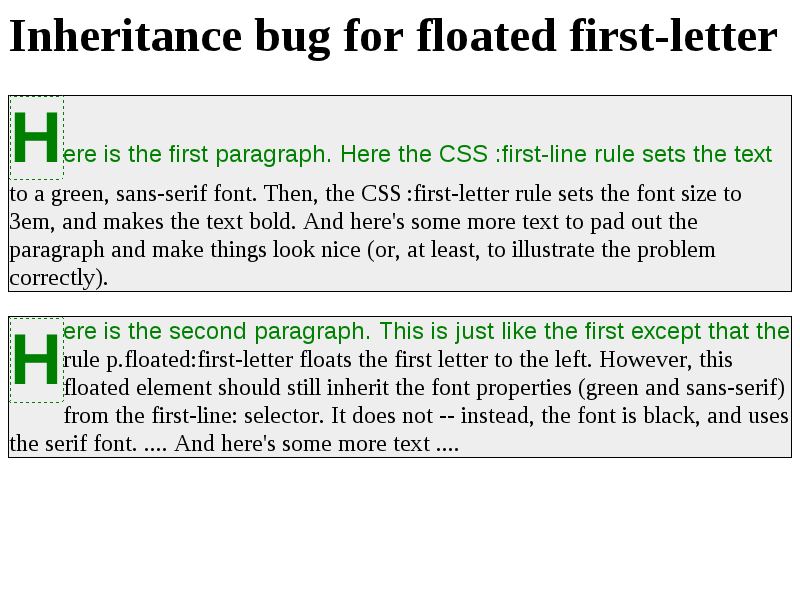 Inheritance bug for floated first-letter
Here is the first paragraph. Here the CSS :first-line rule sets the text
to a green, sans-serif font. Then, the CSS :first-letter rule sets the font size to
3em, and makes the text bold. And here's some more text to pad out the
paragraph and make things look nice (or, at least, to illustrate the problem
correctly).
Here is the second paragraph. This is just like the first except that the
rule p.floated:first-letter floats the first letter to the left. However, this
floated element should still inherit the font properties (green and sans-serif)
from the first-line: selector. It does not -- instead, the font is black, and uses
the serif font. .... And here's some more text ....